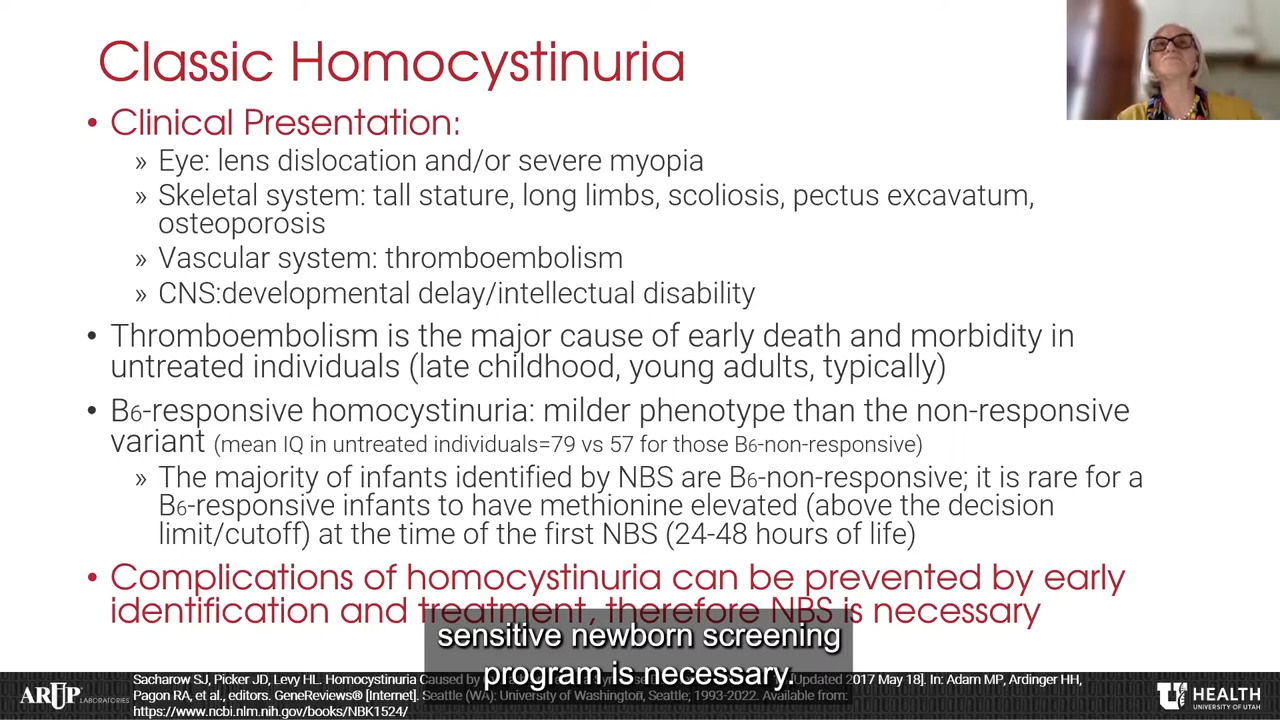 Classic Homocystinuria
• Clinical Presentation:
» Eye: lens dislocation and/or severe myopia
» Skeletal system: tall stature, long limbs, scoliosis, pectus excavatum,
osteoporosis
» Vascular system: thromboembolism
» CNS:developmental delay/intellectual disability
• Thromboembolism is the major cause of early death and morbidity in
untreated individuals (late childhood, young adults, typically)
• B6-responsive homocystinuria: milder phenotype than the non-responsive
variant (mean IQ in untreated individuals=79 vs 57 for those B6-non-responsive)
» The majority of infants identified by NBS are B6-non-responsive; it is rare for a
B6-responsive infants to have methionine elevated (above the decision
limit/cutoff) at the time of the first NBS (24-48 hours of life)
• Complications of homocystinuria can be prevented by early
identification and treatment, therefore NBS is necessary
sensitive newborn screening
program is necessary.
Sacharow SJ, Picker JD, Levy HL. Homocystinuria Caused by Updated 2017 May 18]. In: Adam MP, Ardinger HH,
Pagon RA, et al., editors. GeneReviews® [Internet]. Seattle (WA): University of Washington, Seattle; 1993-2022. Available from:
https://www.ncbi.nlm.nih.gov/books/NBK1524/
ARUP LABORATORIES
U HEALTH
UNIVERSITY OF UTAH